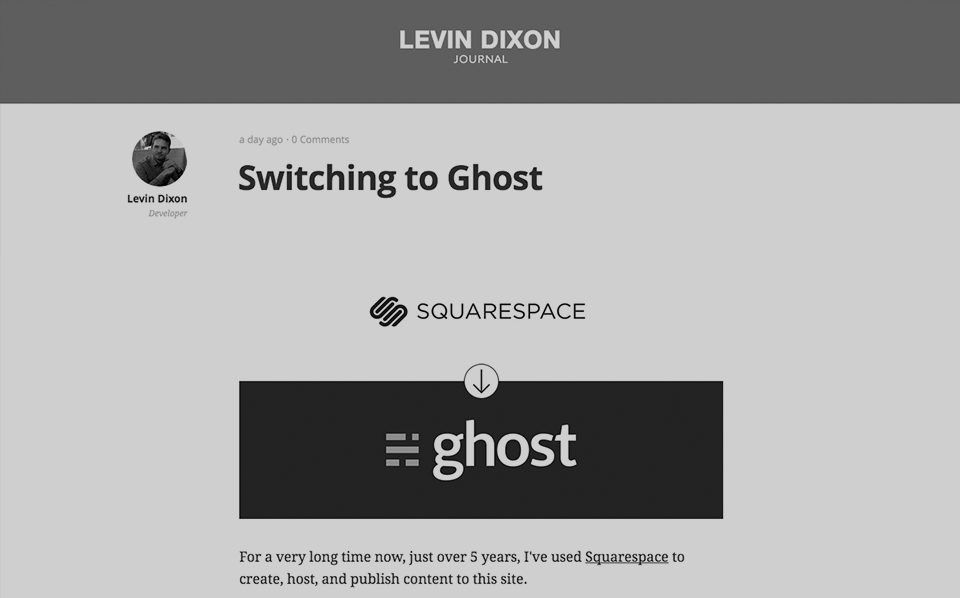 LEVIN DIXON
JOURNAL
a day ago · 0 Comments
Switching to Ghost
Levin Dixon
Developer
SQUARESPACE
ghost
For a very long time now, just over 5 years, I've used Squarespace to
create, host, and publish content to this site.